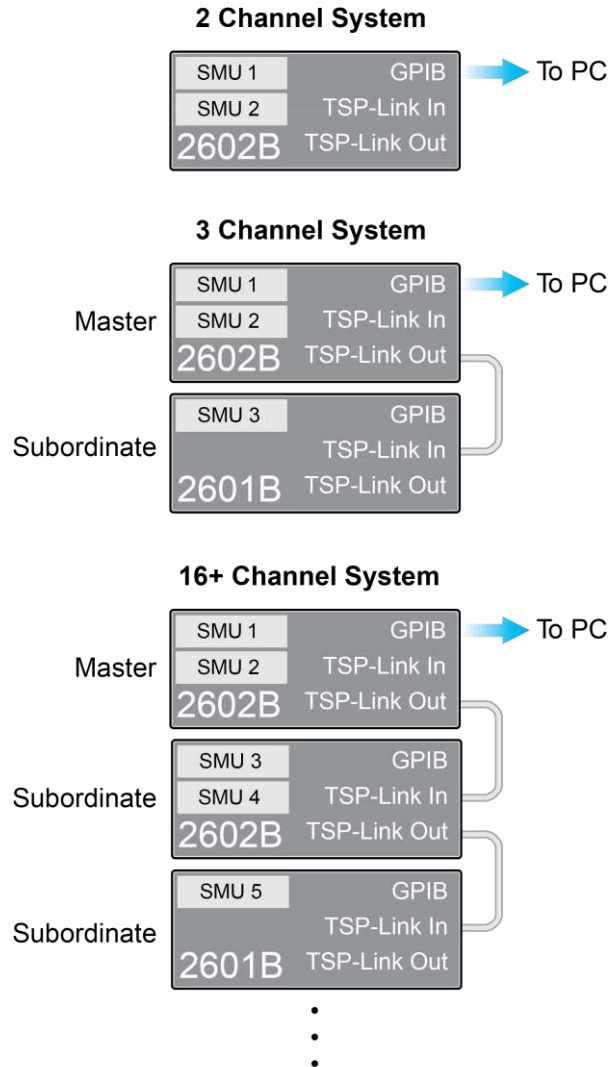 2 Channel System
SMU 1 GPIB To PC
SMU 2 TSP-Link In
2602B TSP-Link Out
3 Channel System
SMU 1 GPIB To PC
Master SMU 2 TSP-Link In
2602B TSP-Link Out
SMU 3 GPIB
Subordinate TSP-Link In
2601B TSP-Link Out
16+ Channel System
SMU 1 GPIB To PC
Master SMU 2 TSP-Link In
2602B TSP-Link Out
SMU 3 GPIB
Subordinate SMU 4 TSP-Link In
2602B TSP-Link Out
SMU 5 GPIB
Subordinate TSP-Link In
2601B TSP-Link Out